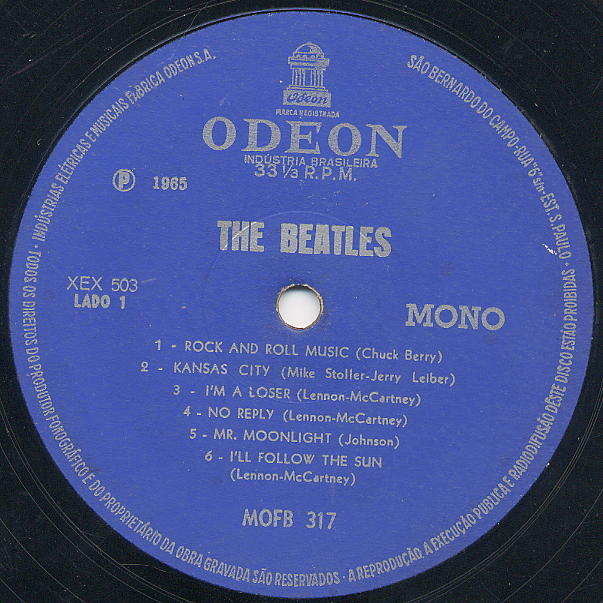 INDÚSTRIAS ELÉTRICAS E MUSICAIS FÁBRICA ODEON S.A.
SÃO BERNARDO DO CAMPO - RUA "6" s/n - EST. S. PAULO
Odeon
MARCA REGISTRADA
ODEON
INDÚSTRIA BRASILEIRA
33 1/3 R.P.M.
Ⓟ 1965
THE BEATLES
XEX 503
LADO 1
MONO
1 - ROCK AND ROLL MUSIC (Chuck Berry)
2 - KANSAS CITY (Mike Stoller-Jerry Leiber)
3 - I'M A LOSER (Lennon-McCartney)
4 - NO REPLY (Lennon-McCartney)
5 - MR. MOONLIGHT (Johnson)
6 - I'LL FOLLOW THE SUN
(Lennon-McCartney)
MOFB 317
TODOS OS DIREITOS DO PRODUTOR FONOGRÁFICO E DO PROPRIETÁRIO DA OBRA GRAVADA SÃO RESERVADOS · A REPRODUÇÃO, A EXECUÇÃO PUBLICA E RADIODIFUSÃO DÊSTE DISCO ESTÃO PROIBIDAS ·